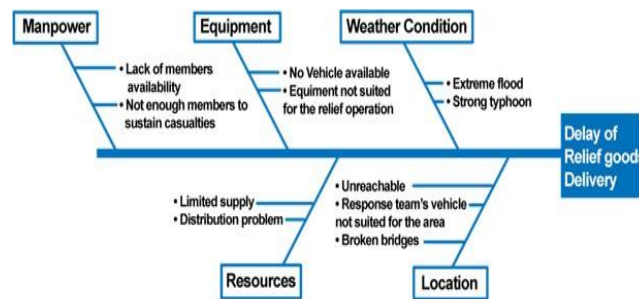 Manpower
Equipment
Weather Condition
• Lack of members
availability
• Not enough members to
sustain casualties
• No Vehicle available
• Equiment not suited
for the relief operation
• Extreme flood
• Strong typhoon
Delay of
Relief goods
Delivery
• Limited supply
• Distribution problem
• Unreachable
• Response team's vehicle
not suited for the area
• Broken bridges
Resources
Location